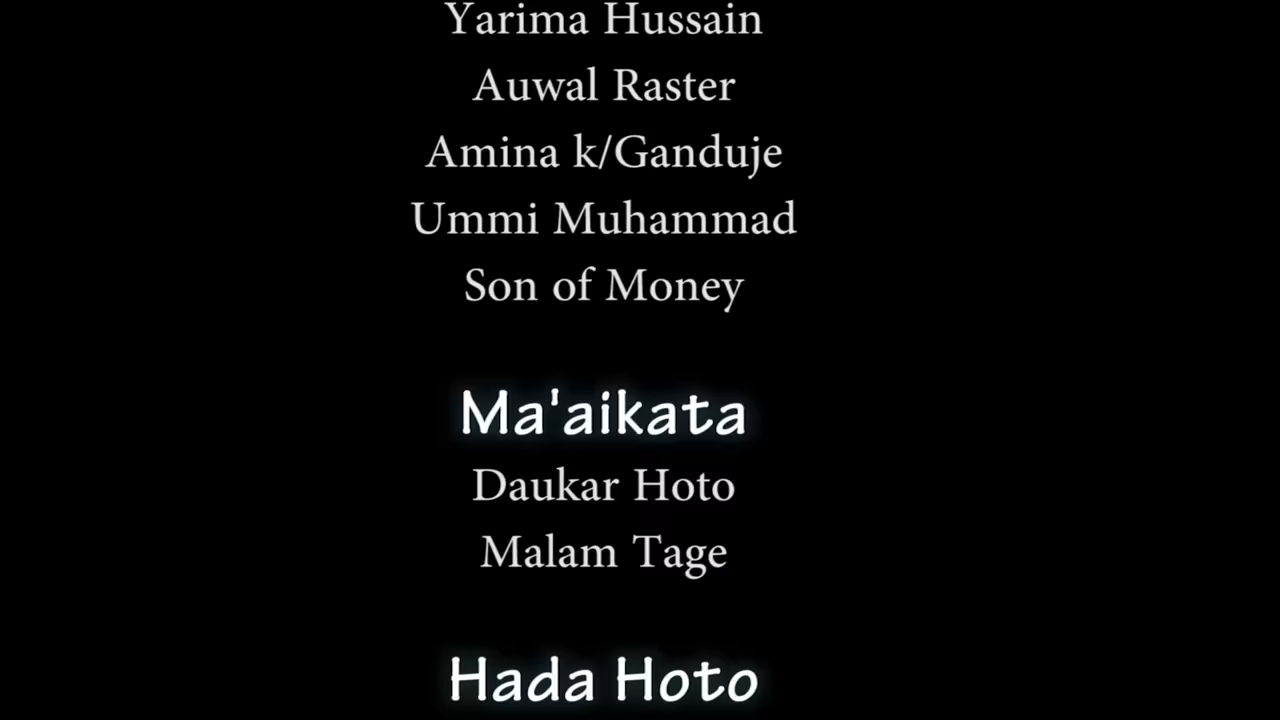 Yarima Hussain
Auwal Raster
Amina k/Ganduje
Ummi Muhammad
Son of Money
Ma'aikata
Daukar Hoto
Malam Tage
Hada Hoto